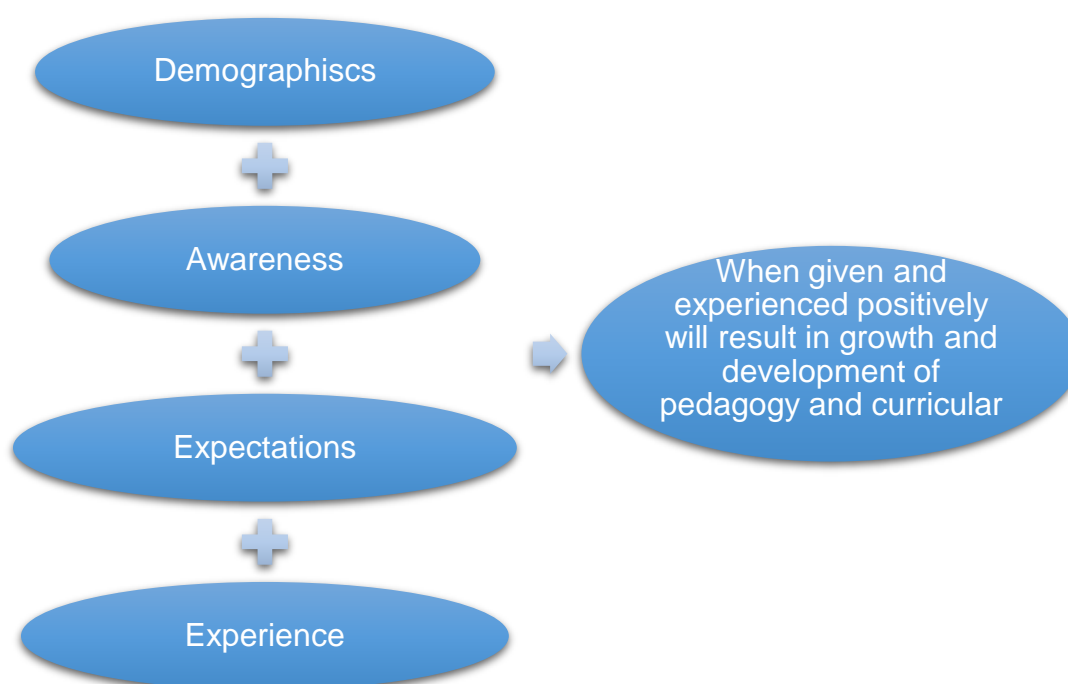 Demographiscs
Awareness
Expectations
Experience
When given and
experienced positively
will result in growth and
development of
pedagogy and curricular